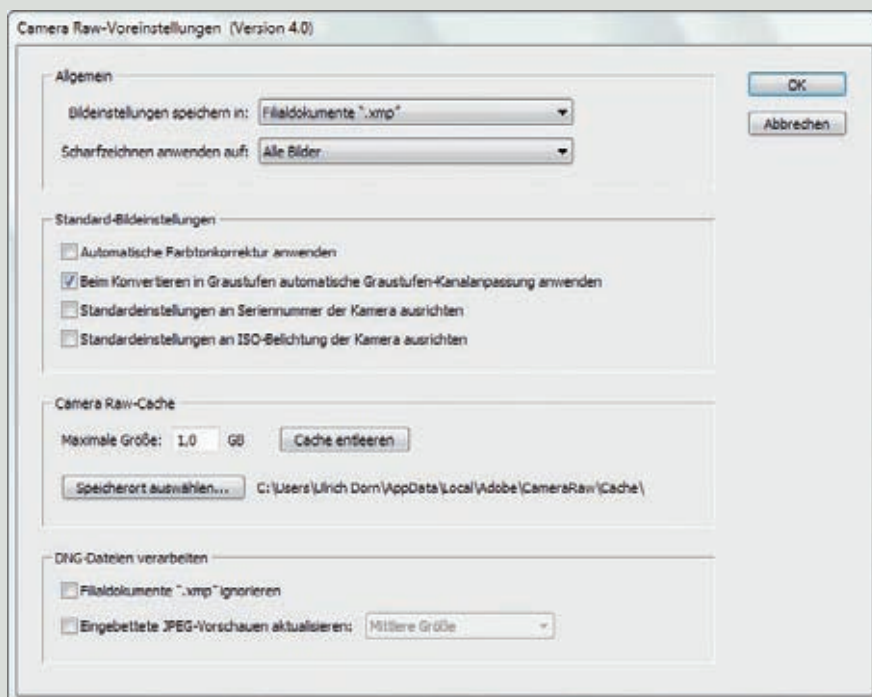 Camera Raw-Voreinstellungen (Version 4.0)
Allgemein
Bildeinstellungen speichern in: Filialdokumente ".xmp"
Scharfzeichnen anwenden auf: Alle Bilder
OK
Abbrechen
Standard-Bildeinstellungen
Automatische Farbtonkorrektur anwenden
Beim Konvertieren in Graustufen automatische Graustufen-Kanalanpassung anwenden
Standardeinstellungen an Seriennummer der Kamera ausrichten
Standardeinstellungen an ISO-Belichtung der Kamera ausrichten
Camera Raw-Cache
Maximale Größe: 1,0 GB Cache entleeren
Speicherort auswählen... C:\Users\Ulrich Dorn\AppData\Local\Adobe\CameraRaw\Cache\
DNG-Dateien verarbeiten
Filialdokumente ".xmp" ignorieren
Eingebettete JPEG-Vorschauen aktualisieren: Mittlere Größe